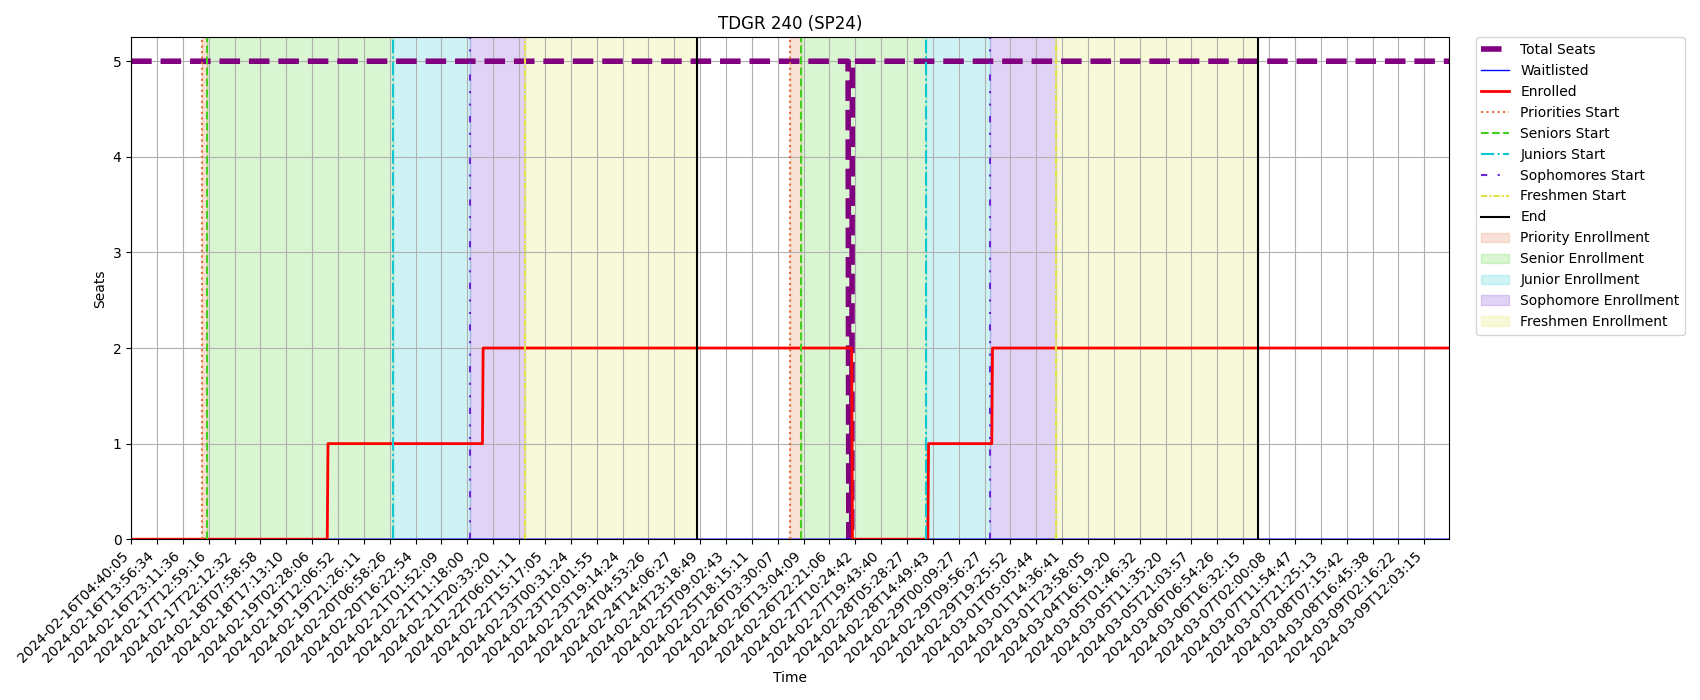 TDGR 240 (SP24)
Total Seats
Waitlisted
Enrolled
Priorities Start
Seniors Start
Juniors Start
Sophomores Start
Freshmen Start
End
Priority Enrollment
Senior Enrollment
Junior Enrollment
Sophomore Enrollment
Freshmen Enrollment
Seats
5
4
3
2
1
0
2024-02-16T04:40:05
2024-02-16T13:56:34
2024-02-16T23:11:36
2024-02-17T12:59:16
2024-02-17T22:12:32
2024-02-18T07:58:58
2024-02-18T17:13:10
2024-02-19T02:28:06
2024-02-19T12:06:52
2024-02-19T21:26:11
2024-02-20T06:58:26
2024-02-20T16:22:54
2024-02-21T01:52:09
2024-02-21T11:18:00
2024-02-21T20:33:20
2024-02-22T06:01:11
2024-02-22T15:17:05
2024-02-23T00:31:24
2024-02-23T10:01:55
2024-02-23T19:14:24
2024-02-24T04:53:26
2024-02-24T14:06:27
2024-02-24T23:18:49
2024-02-25T09:02:43
2024-02-25T18:15:11
2024-02-26T03:30:07
2024-02-26T13:04:09
2024-02-26T22:21:06
2024-02-27T10:24:42
2024-02-27T19:43:40
2024-02-28T05:28:27
2024-02-28T14:49:43
2024-02-29T00:09:27
2024-02-29T09:56:27
2024-02-29T19:25:52
2024-03-01T05:05:44
2024-03-01T14:36:41
2024-03-01T23:58:05
2024-03-04T16:19:20
2024-03-05T01:46:32
2024-03-05T11:35:20
2024-03-05T21:03:57
2024-03-06T06:54:26
2024-03-06T16:32:15
2024-03-07T02:00:08
2024-03-07T11:54:47
2024-03-07T21:25:13
2024-03-08T07:15:42
2024-03-08T16:45:38
2024-03-09T02:16:22
2024-03-09T12:03:15
Time